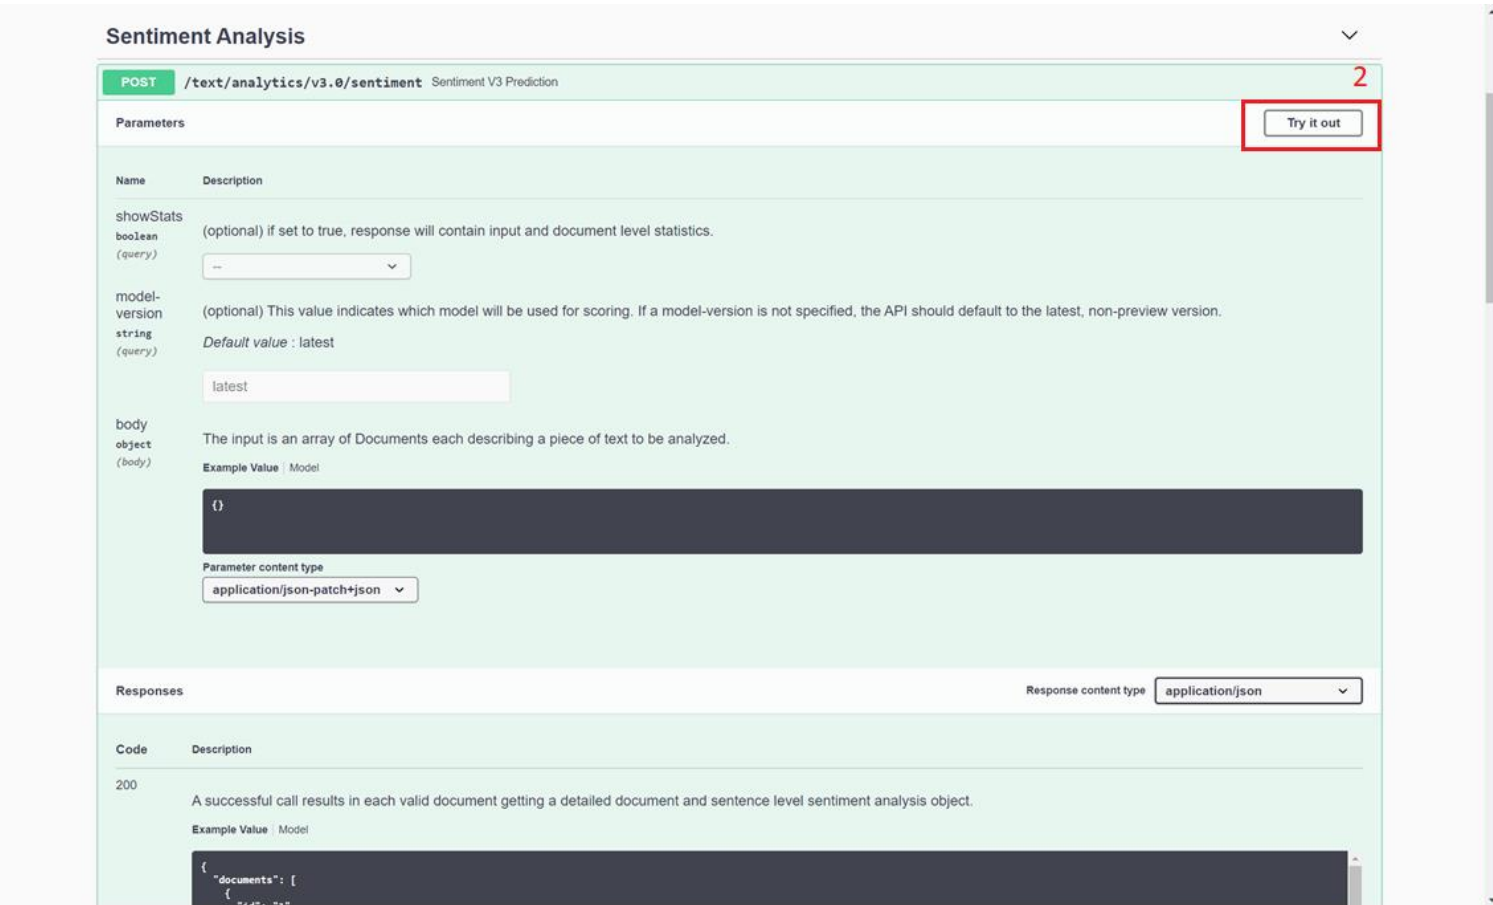 Sentiment Analysis
POST /text/analytics/v3.0/sentiment Sentiment V3 Prediction
2
Parameters
Try it out
Name Description
showStats
boolean
(query)
(optional) if set to true, response will contain input and document level statistics.
--
model-
version
string
(query)
(optional) This value indicates which model will be used for scoring. If a model-version is not specified, the API should default to the latest, non-preview version.
Default value : latest
latest
body
object
(body)
The input is an array of Documents each describing a piece of text to be analyzed.
Example Value | Model
{}
Parameter content type
application/json-patch+json
Responses
Response content type application/json
Code Description
200
A successful call results in each valid document getting a detailed document and sentence level sentiment analysis object.
Example Value | Model
{
"documents": [
{